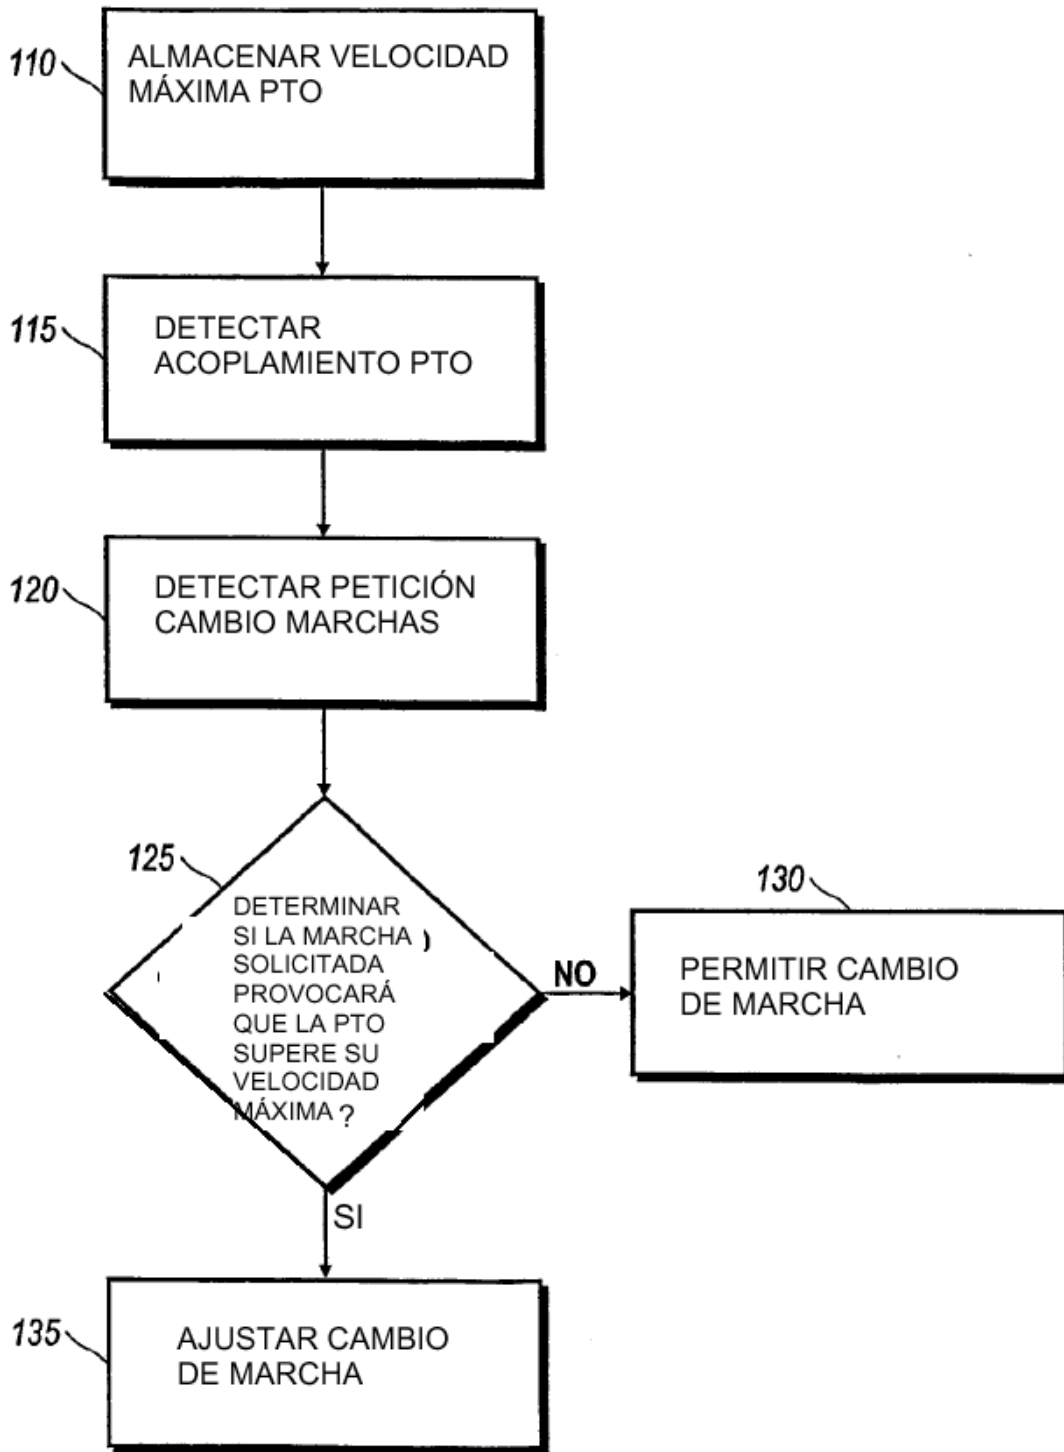 110
ALMACENAR VELOCIDAD
MÁXIMA PTO
115
DETECTAR
ACOPLAMIENTO PTO
120
DETECTAR PETICIÓN
CAMBIO MARCHAS
125
DETERMINAR
SI LA MARCHA
SOLICITADA
PROVOCARÁ
QUE LA PTO
SUPERE SU
VELOCIDAD
MÁXIMA ?
NO
130
PERMITIR CAMBIO
DE MARCHA
SI
135
AJUSTAR CAMBIO
DE MARCHA